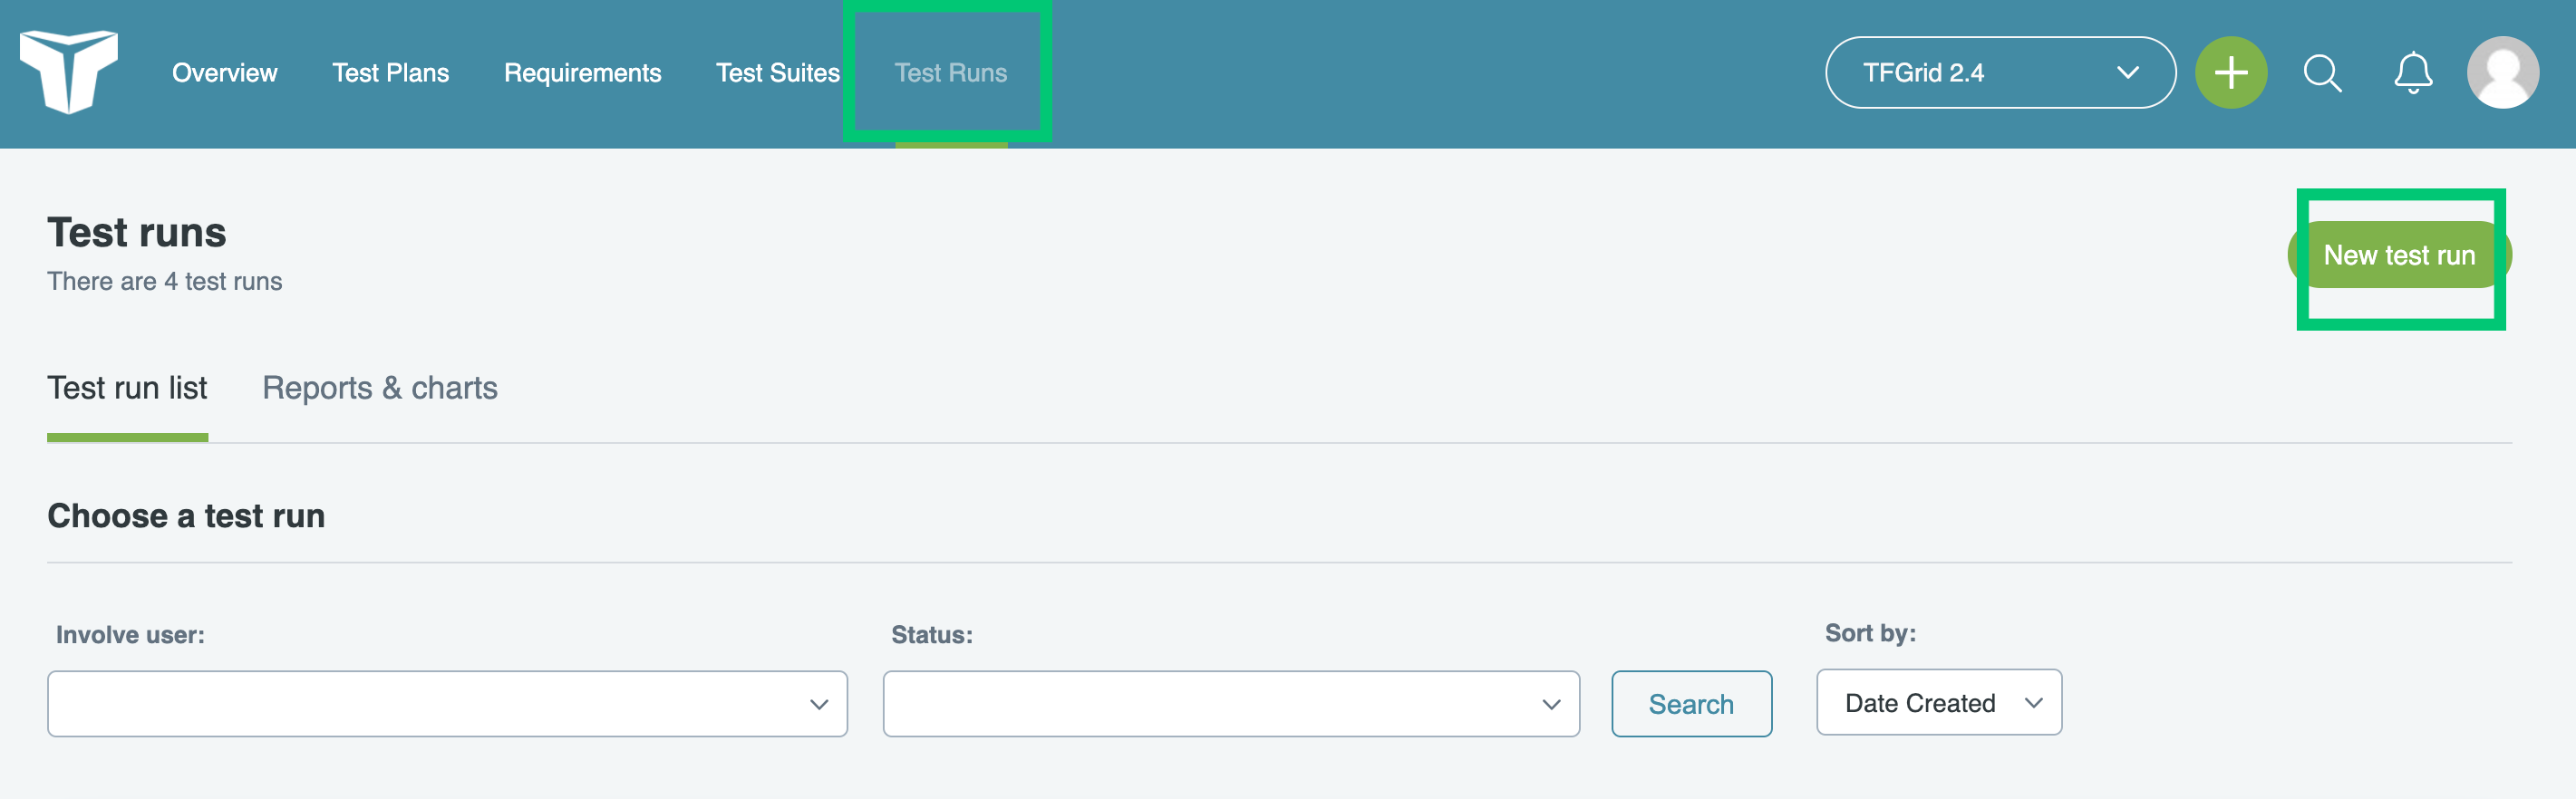 Overview Test Plans Requirements Test Suites Test Runs TFGrid 2.4
Test runs
There are 4 test runs
New test run
Test run list Reports & charts
Choose a test run
Involve user: Status: Sort by:
Search Date Created